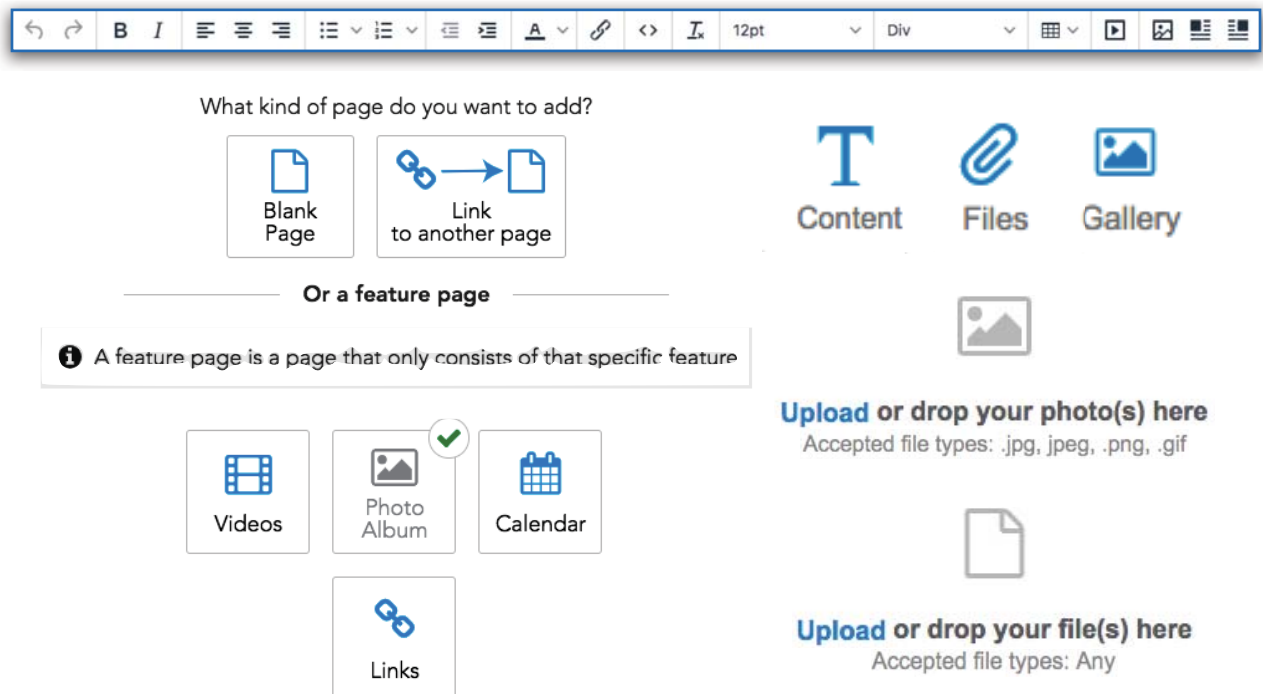 B I A <> Ix 12pt Div
What kind of page do you want to add?
Blank
Page
Link
to another page
Or a feature page
A feature page is a page that only consists of that specific feature
Videos
Photo
Album
Calendar
Links
T
Content
Files
Gallery
Upload or drop your photo(s) here
Accepted file types: .jpg, jpeg, .png, .gif
Upload or drop your file(s) here
Accepted file types: Any